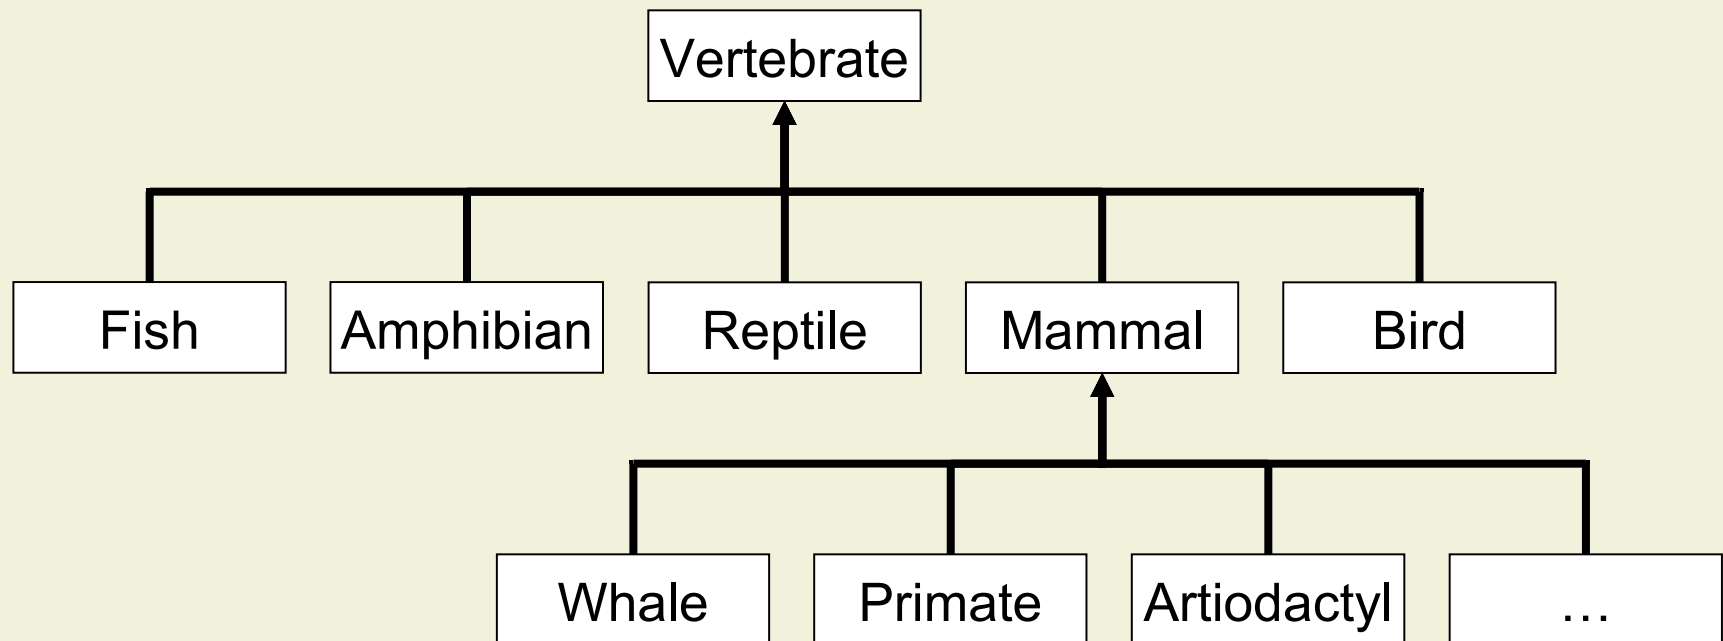 Vertebrate
Fish
Amphibian
Reptile
Mammal
Bird
Whale
Primate
Artiodactyl
…